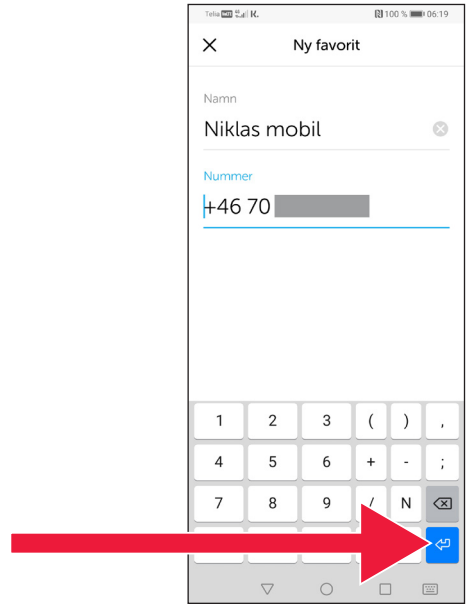 Telia 4G K. N 100 % 06:19
Ny favorit
Namn
Niklas mobil
Nummer
+46 70
1 2 3 ( ) ,
4 5 6 + - ;
7 8 9 / N